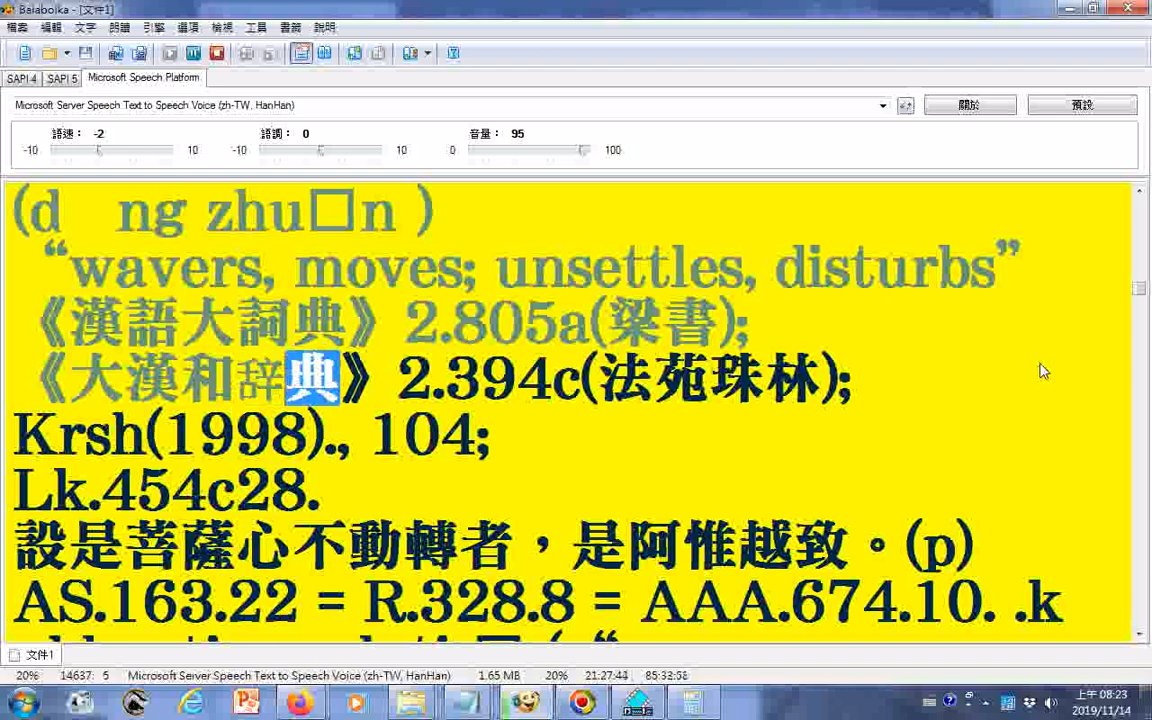 Balabolka - [文件1]
檔案 編輯 文字 朗讀 引擎 選項 檢視 工具 書籤 說明
SAPI 4 SAPI 5 Microsoft Speech Platform
Microsoft Server Speech Text to Speech Voice (zh-TW, HanHan) 關於 預設
語速: -2 語調: 0 音量: 95
-10 10 -10 10 0 100
(d ng zhu□n )
“wavers, moves; unsettles, disturbs”
《漢語大詞典》 2.805a(梁書);
《大漢和辞典》 2.394c(法苑珠林);
Krsh(1998)., 104;
Lk.454c28.
設是菩薩心不動轉者，是阿惟越致。(p)
AS.163.22 = R.328.8 = AAA.674.10. .k
文件1
20% 14637: 5 Microsoft Server Speech Text to Speech Voice (zh-TW, HanHan) 1.65 MB 20% 21:27:44 85:32:58
上午 08:23
2019/11/14